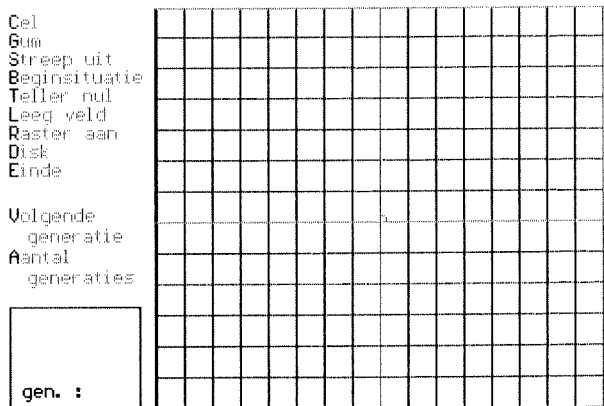 Cel
Gum
Streep uit
Beginsituatie
Teller nul
Leeg veld
Raster aan
Disk
Einde
Volgende
generatie
Aantal
generaties
gen. :